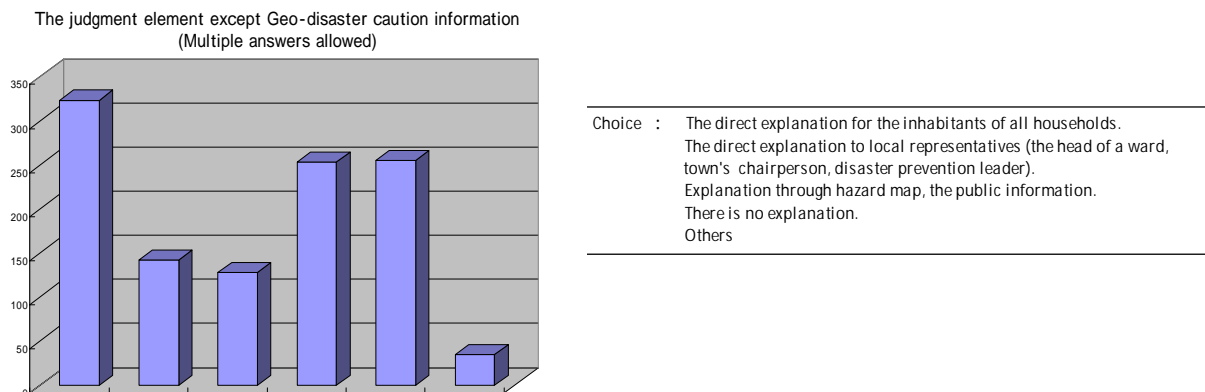 The judgment element except Geo-disaster caution information
(Multiple answers allowed)
350
300
250
200
150
100
50
0
Choice : The direct explanation for the inhabitants of all households.
The direct explanation to local representatives (the head of a ward,
town's chairperson, disaster prevention leader).
Explanation through hazard map, the public information.
There is no explanation.
Others